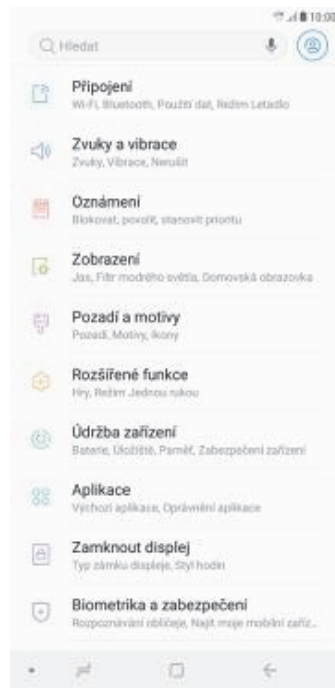 10:00
Hledat
Připojení
Wi-Fi, Bluetooth, Použití dat, Režim Letadlo
Zvuky a vibrace
Zvuky, Vibrace, Nerušit
Oznámení
Blokovat, povolit, stanovit prioritu
Zobrazení
Jas, Filtr modrého světla, Domovská obrazovka
Pozadí a motivy
Pozadí, Motivy, Ikony
Rozšířené funkce
Hry, Režim Jednou rukou
Údržba zařízení
Baterie, Úložiště, Paměť, Zabezpečení zařízení
Aplikace
Výchozí aplikace, Oprávnění aplikace
Zamknout displej
Typ zámku displeje, Styl hodin
Biometrika a zabezpečení
Rozpoznávání obličeje, Najít moje mobilní zaříz...